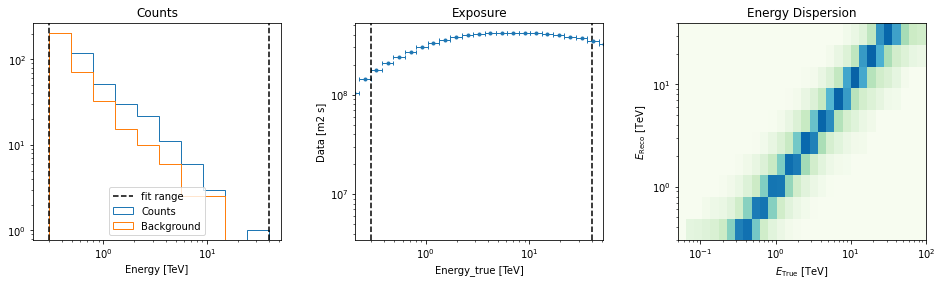 Counts
10²
10¹
10⁰
fit range
Counts
Background
10⁰
10¹
Energy [TeV]
Exposure
Data [m2 s]
10⁸
10⁷
10⁰
10¹
Energy_true [TeV]
Energy Dispersion
E_Reco [TeV]
10¹
10⁰
10⁻¹
10⁰
10¹
10²
E_True [TeV]